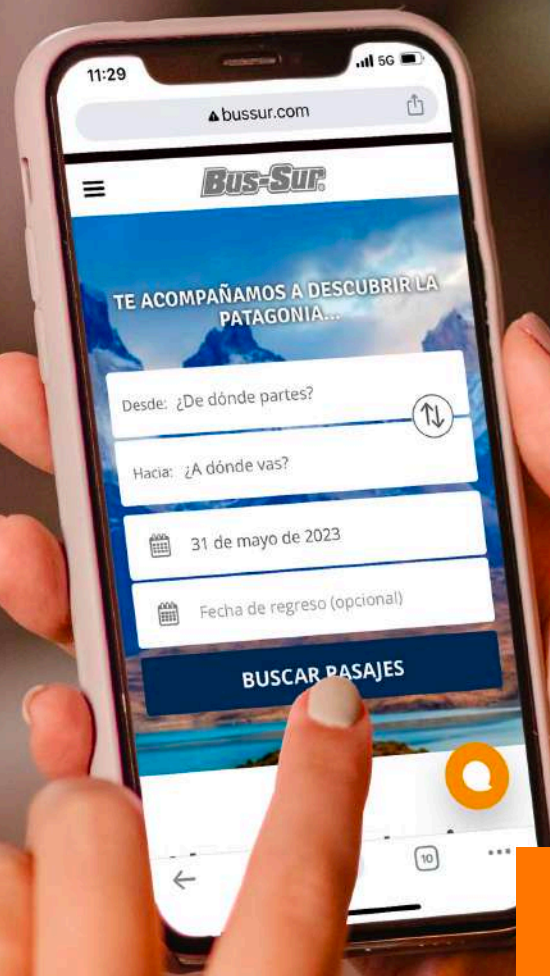 11:29
5G
bussur.com
Bus-Sur
TE ACOMPAÑAMOS A DESCUBRIR LA
PATAGONIA...
Desde: ¿De dónde partes?
Hacia: ¿A dónde vas?
31 de mayo de 2023
Fecha de regreso (opcional)
BUSCAR PASAJES
10